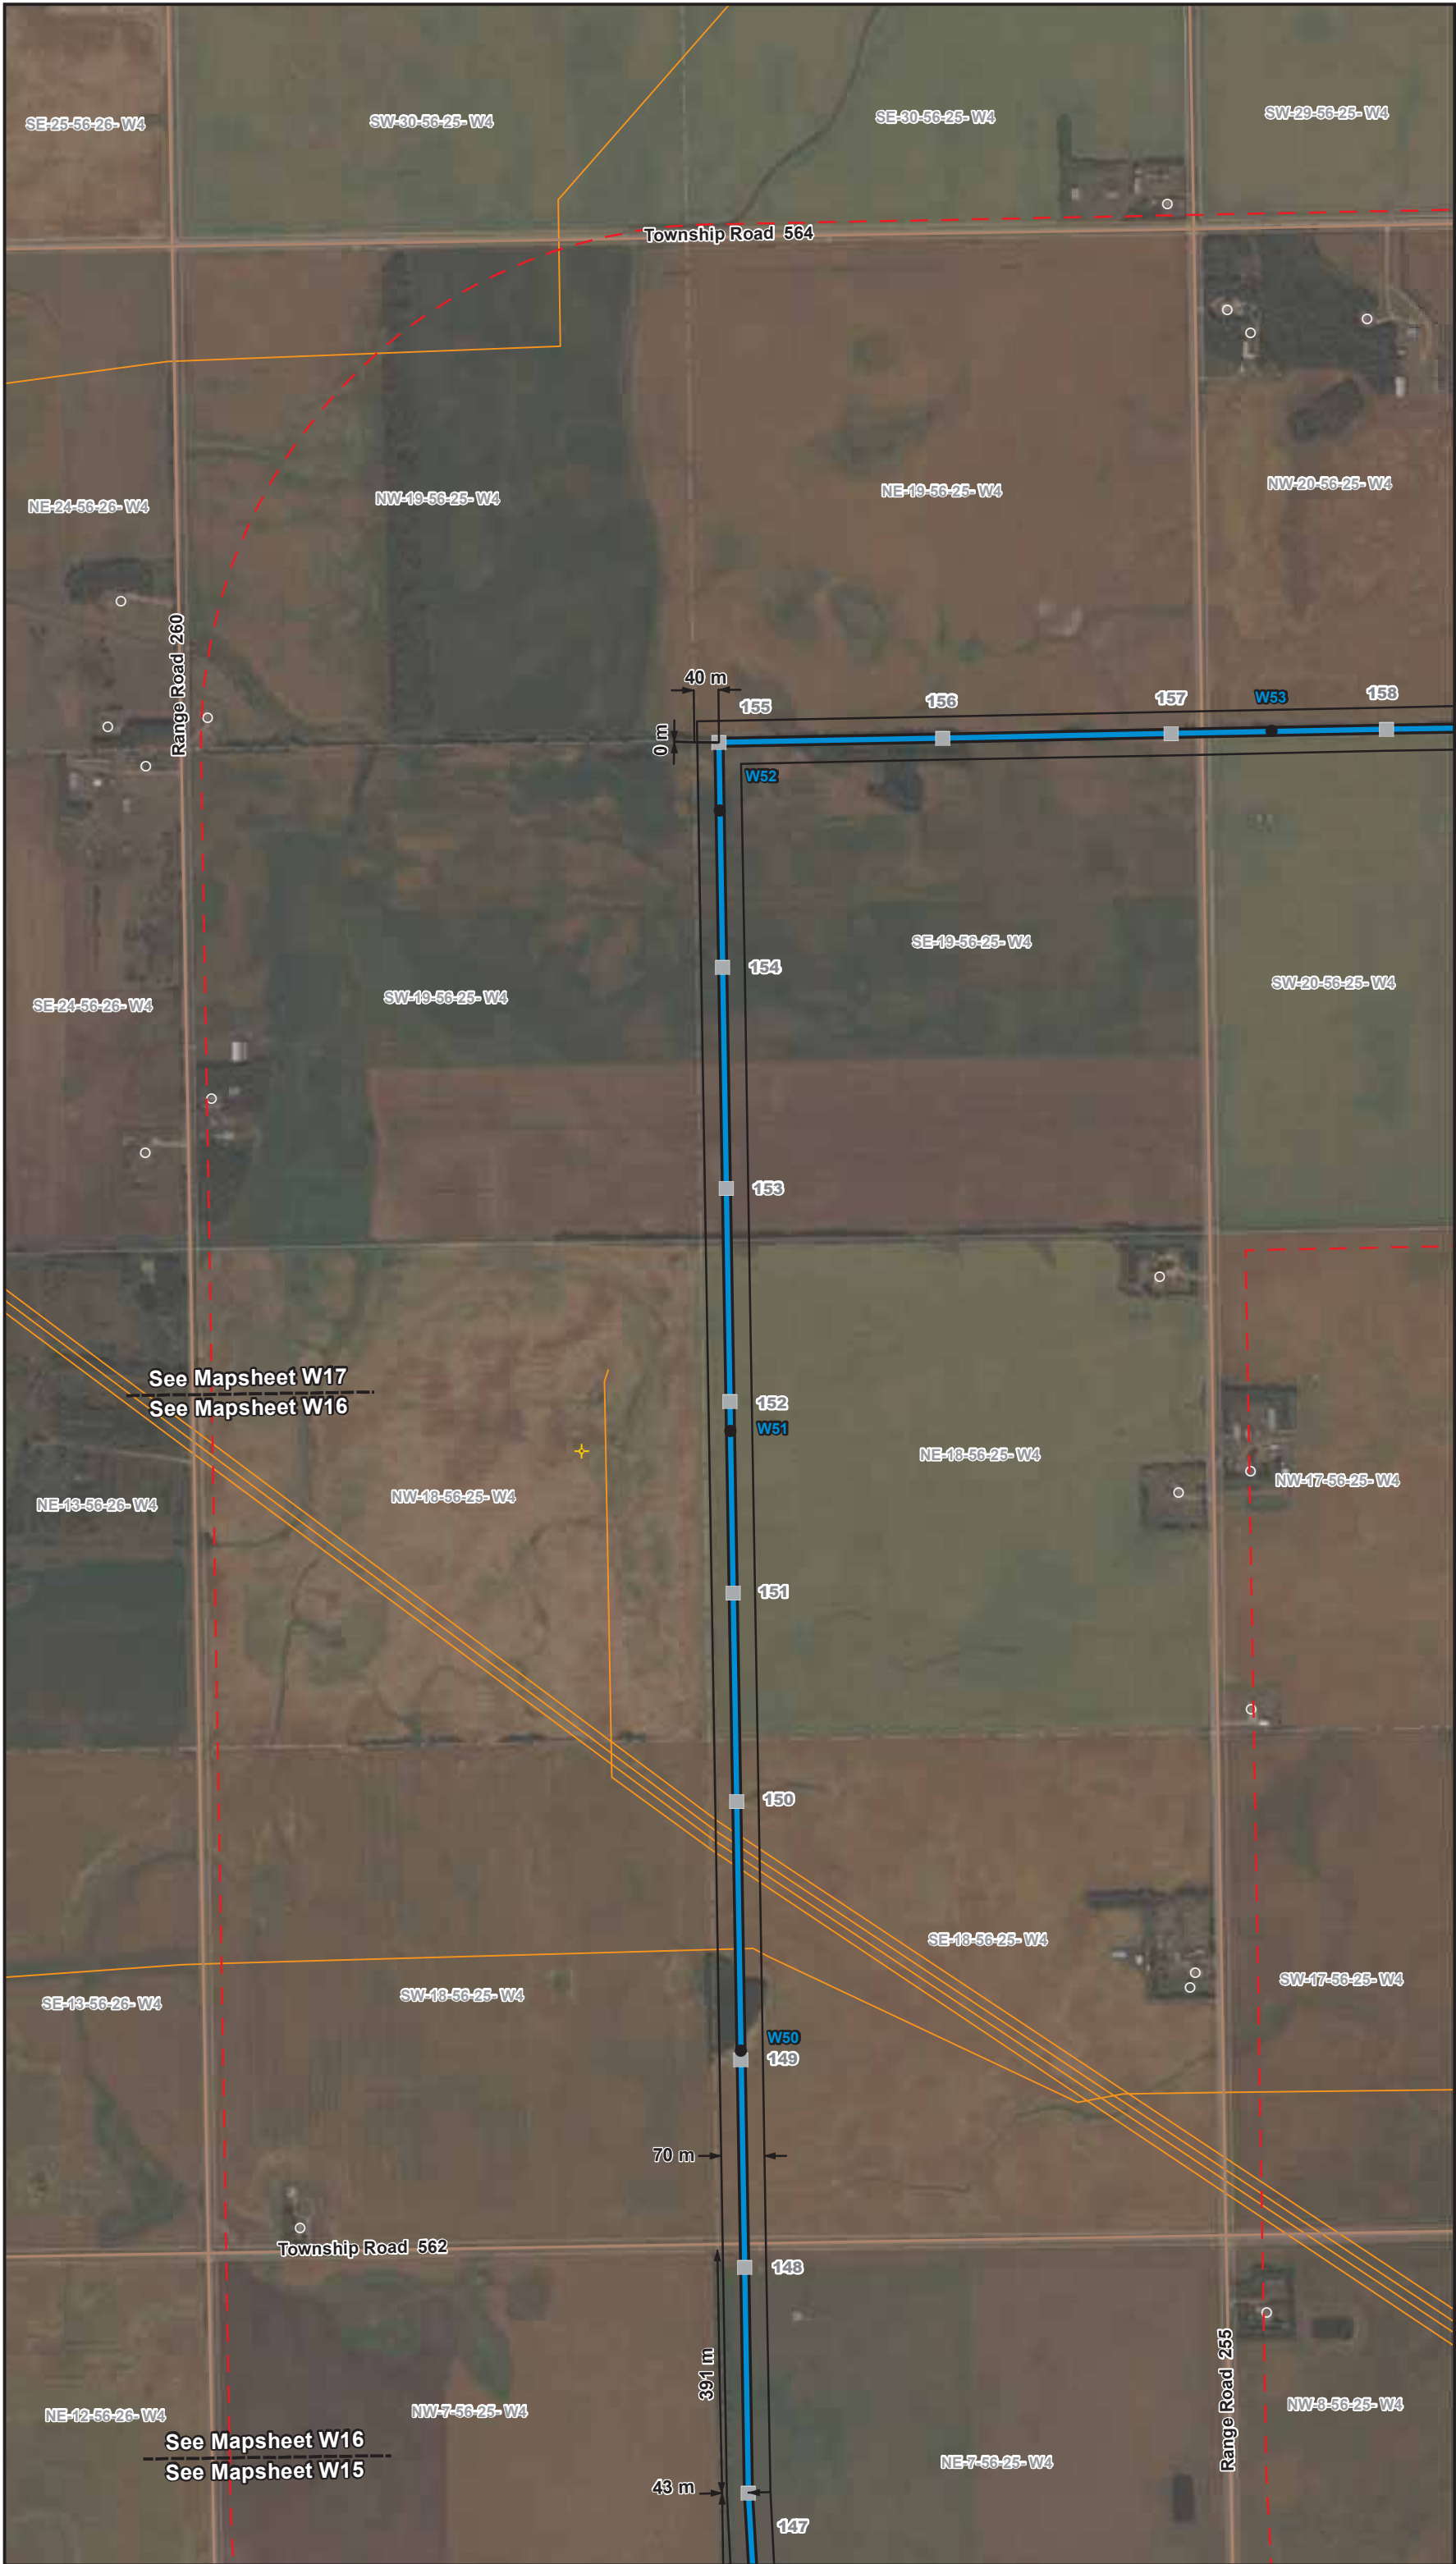 SE-25-56-26- W4
SW-30-56-25- W4
SE-30-56-25- W4
SW-29-56-25- W4
Township Road 564
NE-24-56-26- W4
NW-19-56-25- W4
NE-19-56-25- W4
NW-20-56-25- W4
Range Road 260
40 m
0 m
155
156
157
W53
158
W52
154
SE-24-56-26- W4
SW-19-56-25- W4
SE-19-56-25- W4
SW-20-56-25- W4
153
See Mapsheet W17
See Mapsheet W16
152
W51
NE-13-56-26- W4
NW-18-56-25- W4
NE-18-56-25- W4
NW-17-56-25- W4
151
150
SE-13-56-26- W4
SW-18-56-25- W4
SE-18-56-25- W4
SW-17-56-25- W4
W50
149
70 m
Township Road 562
148
391 m
Range Road 255
NE-12-56-26- W4
NW-7-56-25- W4
NE-7-56-25- W4
NW-8-56-25- W4
See Mapsheet W16
See Mapsheet W15
43 m
147